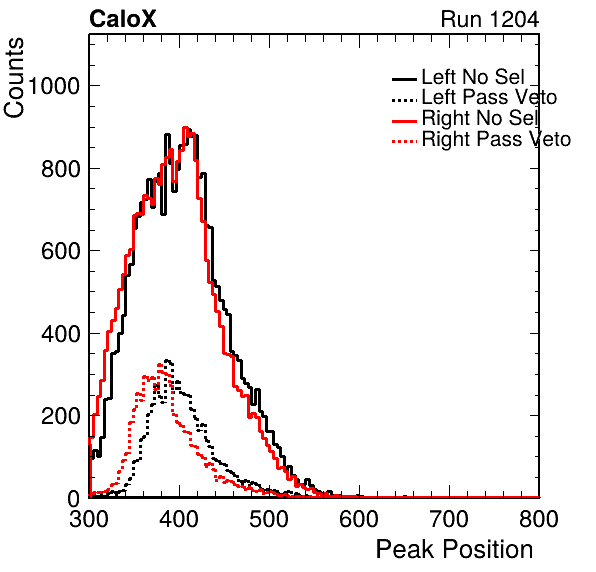 CaloX Run 1204
Counts
1000
800
600
400
200
0
Left No Sel
Left Pass Veto
Right No Sel
Right Pass Veto
300 400 500 600 700 800
Peak Position